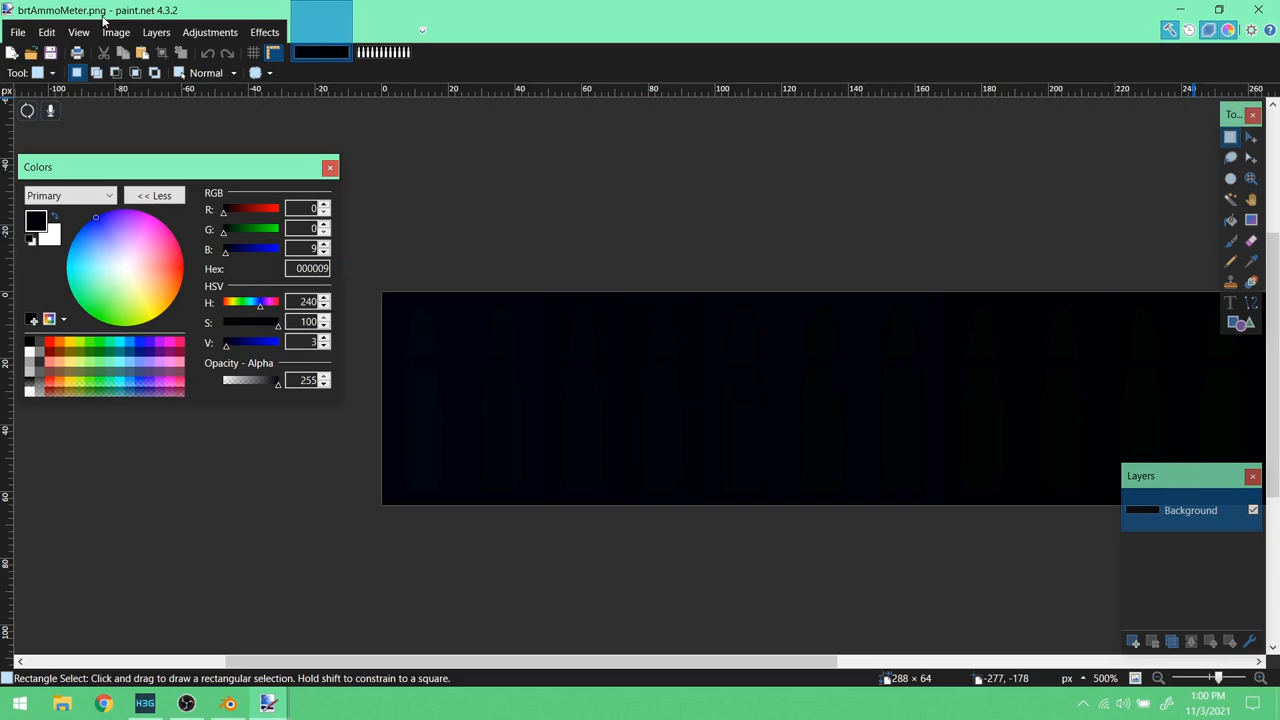 brtAmmoMeter.png - paint.net 4.3.2
File Edit View Image Layers Adjustments Effects
Tool: Normal
px -100 -80 -60 -40 -20 0 20 40 60 80 100 120 140 160 180 200 220 240 260
To...
Colors
Primary << Less
RGB
R: 0
G: 0
B: 9
Hex: 000009
HSV
H: 240
S: 100
V: 3
Opacity - Alpha
255
Layers
Background
Rectangle Select: Click and drag to draw a rectangular selection. Hold shift to constrain to a square. 288 × 64 -277, -178 px 500%
H3G
1:00 PM
11/3/2021